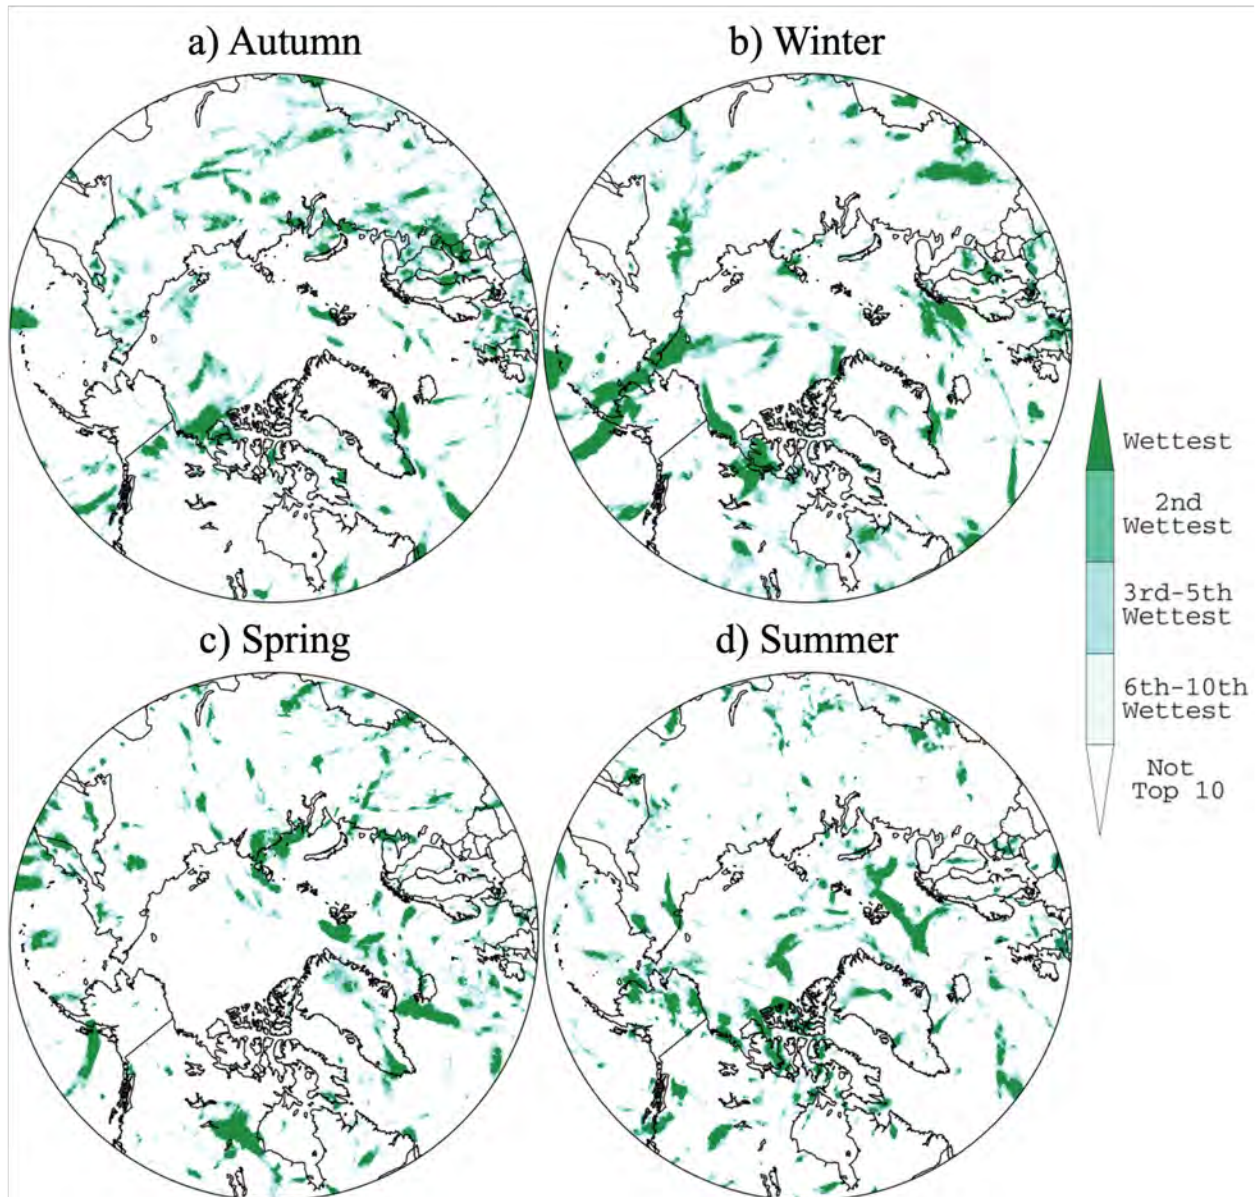 a) Autumn
b) Winter
c) Spring
d) Summer
Wettest
2nd
Wettest
3rd-5th
Wettest
6th-10th
Wettest
Not
Top 10